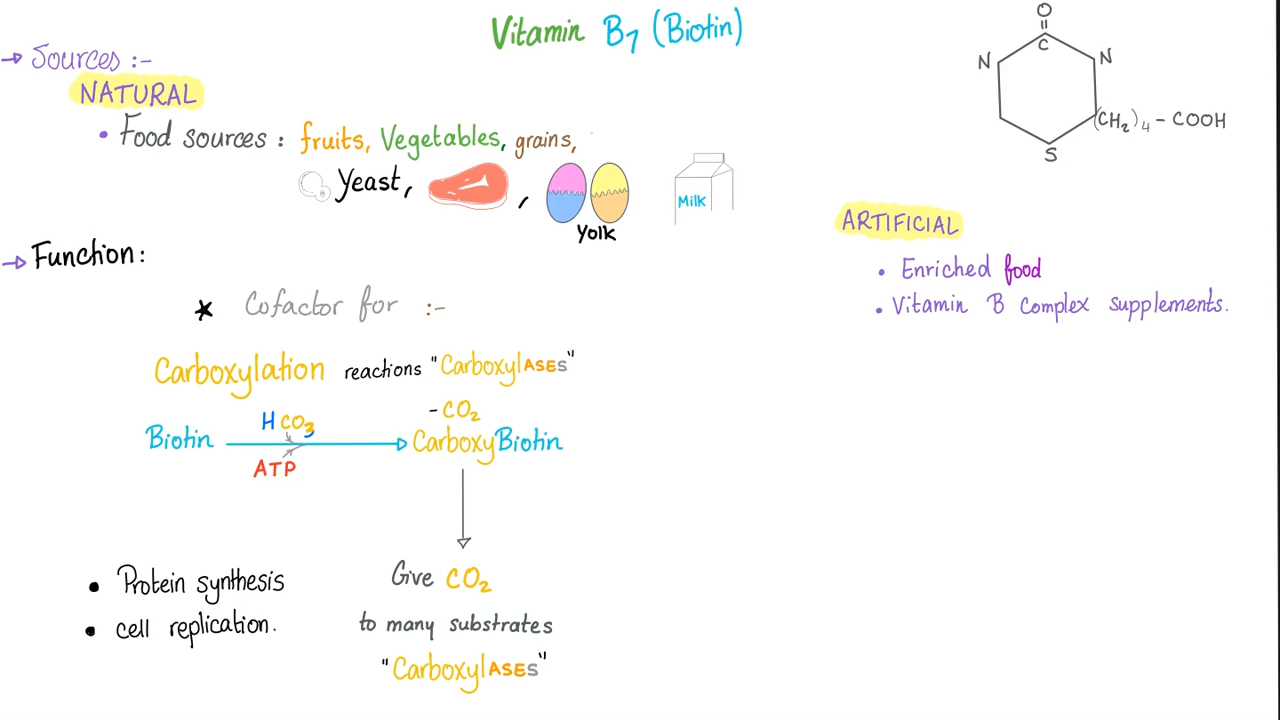 Vitamin B7 (Biotin)
→ Sources :-
NATURAL
• Food sources : fruits, Vegetables, grains,
Yeast, ,
Yolk
Milk
O
C
N N
(CH2)4 - COOH
S
ARTIFICIAL
• Enriched food
• Vitamin B Complex supplements.
→ Function:
* Cofactor for :-
Carboxylation reactions "CarboxylASES"
HCO3 - CO2
Biotin CarboxyBiotin
ATP
• Protein synthesis
• cell replication.
Give CO2
to many substrates
"CarboxylASES"